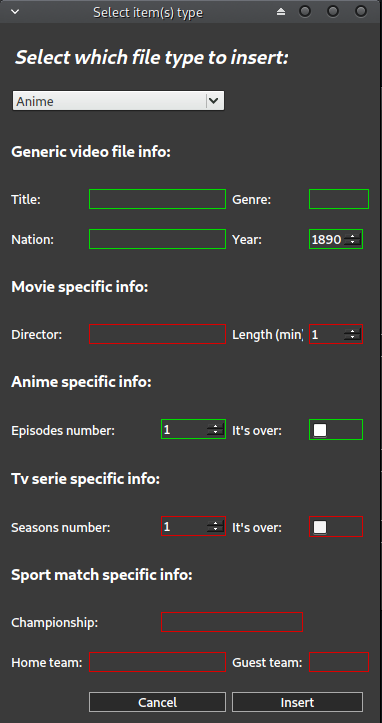 Select item(s) type
Select which file type to insert:
Anime
Generic video file info:
Title: Genre:
Nation: Year: 1890
Movie specific info:
Director: Length (min) 1
Anime specific info:
Episodes number: 1 It's over:
Tv serie specific info:
Seasons number: 1 It's over:
Sport match specific info:
Championship:
Home team: Guest team:
Cancel Insert